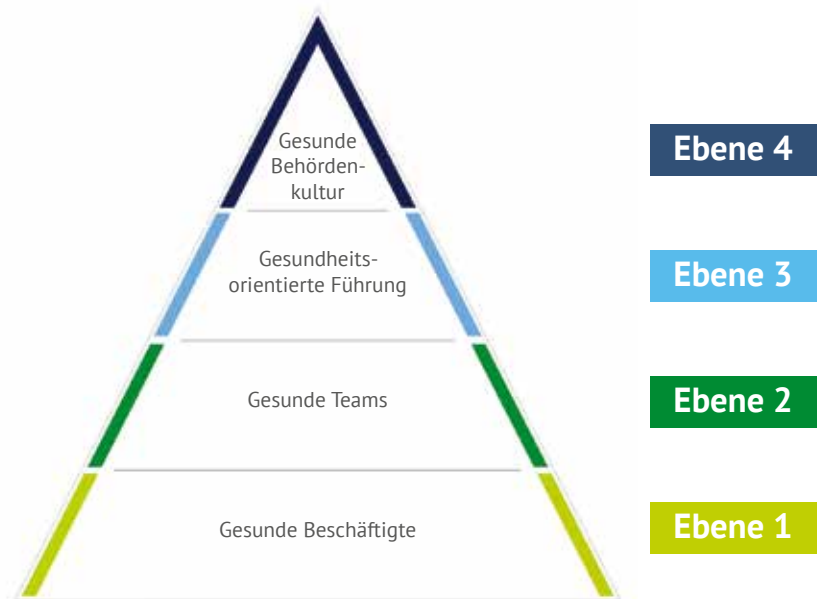 Gesunde
Behörden-
kultur
Ebene 4
Gesundheits-
orientierte Führung
Ebene 3
Gesunde Teams
Ebene 2
Gesunde Beschäftigte
Ebene 1